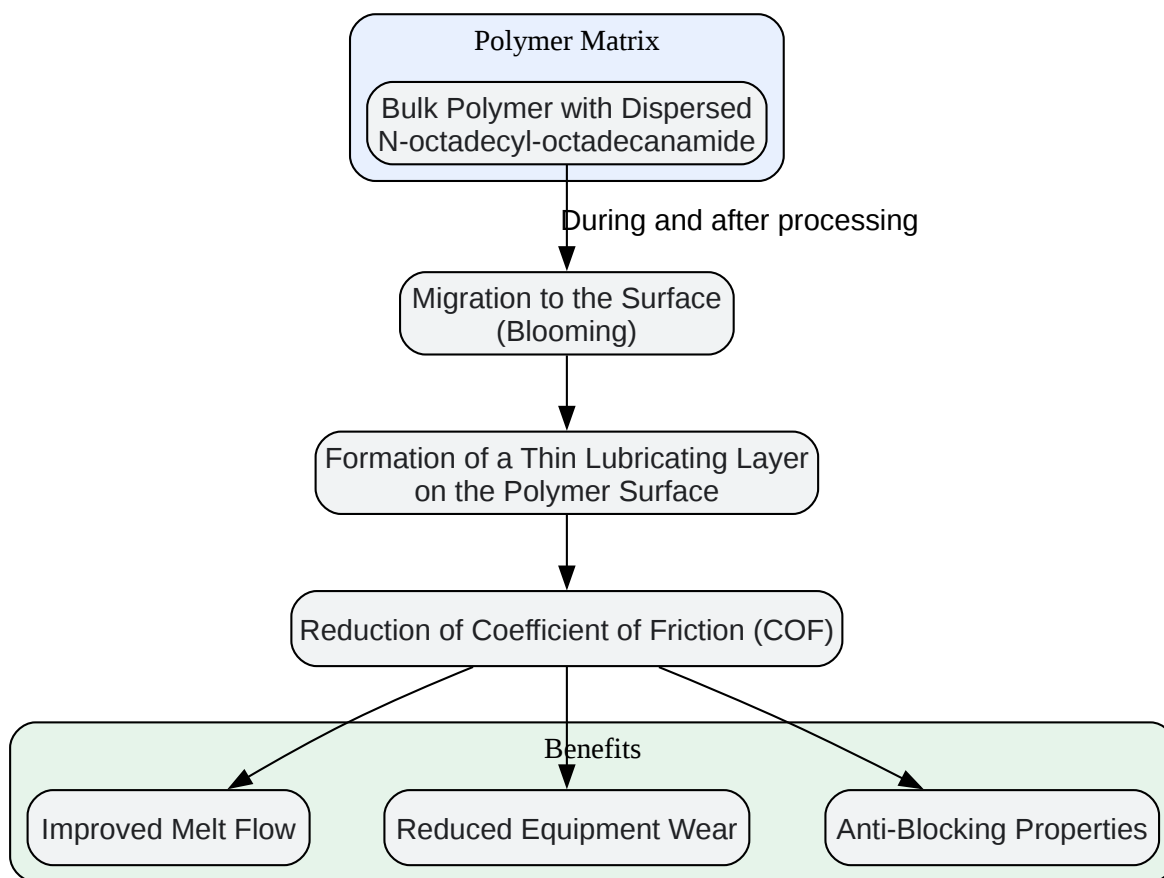 Polymer Matrix
Bulk Polymer with Dispersed
N-octadecyl-octadecanamide
During and after processing
Migration to the Surface
(Blooming)
Formation of a Thin Lubricating Layer
on the Polymer Surface
Reduction of Coefficient of Friction (COF)
Benefits
Improved Melt Flow
Reduced Equipment Wear
Anti-Blocking Properties